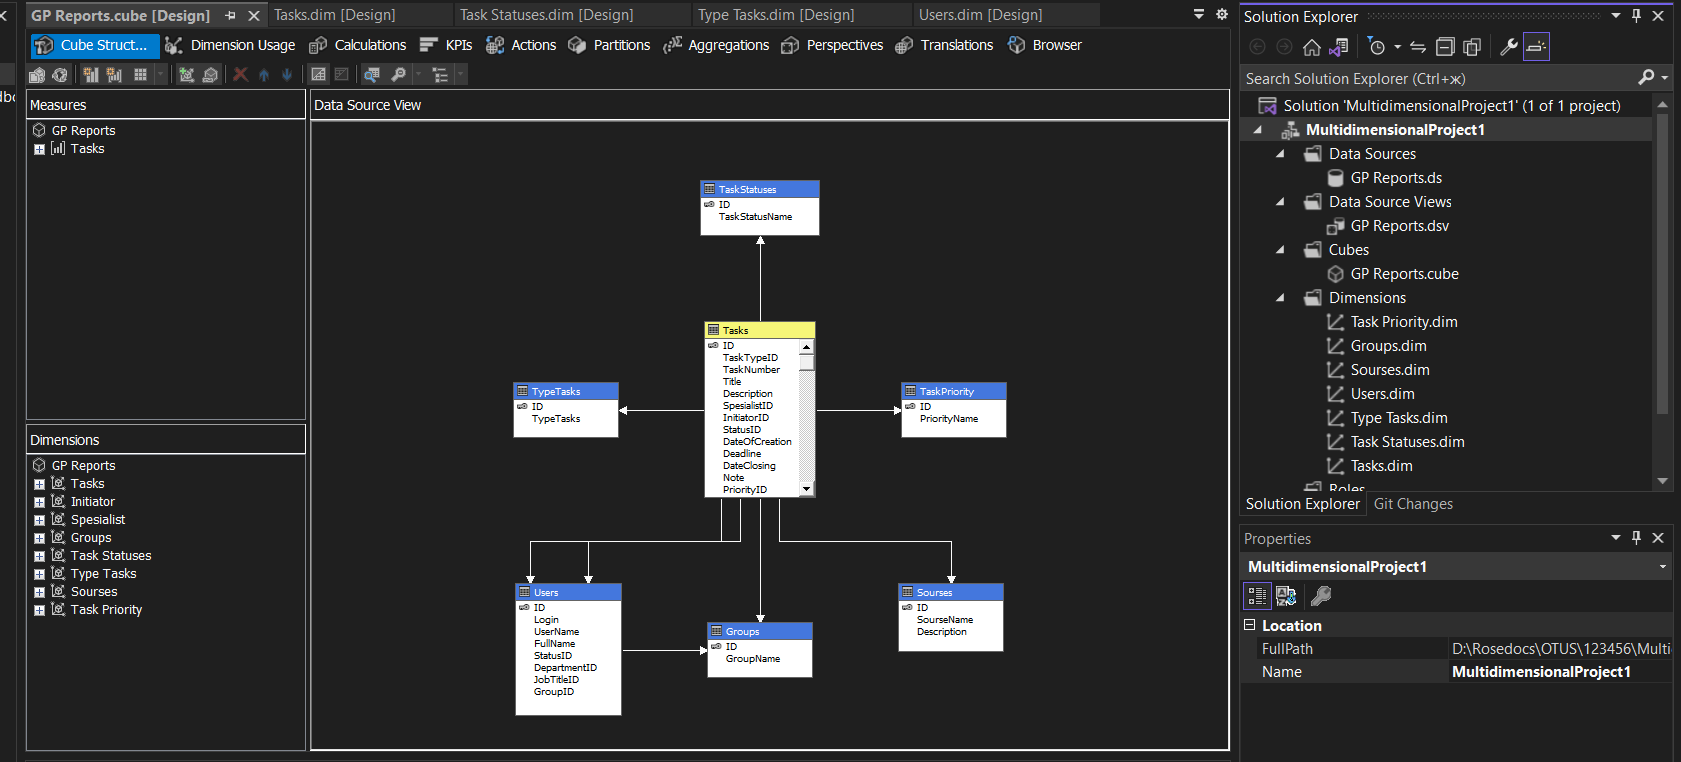 GP Reports.cube [Design]
Tasks.dim [Design]
Task Statuses.dim [Design]
Type Tasks.dim [Design]
Users.dim [Design]
Cube Struct...
Dimension Usage
Calculations
KPIs
Actions
Partitions
Aggregations
Perspectives
Translations
Browser
Measures
GP Reports
Tasks
Dimensions
GP Reports
Tasks
Initiator
Spesialist
Groups
Task Statuses
Type Tasks
Sourses
Task Priority
Data Source View
TaskStatuses
ID
TaskStatusName
Tasks
ID
TaskTypeID
TaskNumber
Title
Description
SpesialistID
InitiatorID
StatusID
DateOfCreation
Deadline
DateClosing
Note
PriorityID
TypeTasks
ID
TypeTasks
TaskPriority
ID
PriorityName
Users
ID
Login
UserName
FullName
StatusID
DepartmentID
JobTitleID
GroupID
Groups
ID
GroupName
Sourses
ID
SourseName
Description
Solution Explorer
Search Solution Explorer (Ctrl+ж)
Solution 'MultidimensionalProject1' (1 of 1 project)
MultidimensionalProject1
Data Sources
GP Reports.ds
Data Source Views
GP Reports.dsv
Cubes
GP Reports.cube
Dimensions
Task Priority.dim
Groups.dim
Sourses.dim
Users.dim
Type Tasks.dim
Task Statuses.dim
Tasks.dim
Roles
Solution Explorer
Git Changes
Properties
MultidimensionalProject1
Location
FullPath
D:\Rosedocs\OTUS\123456\Multi
Name
MultidimensionalProject1